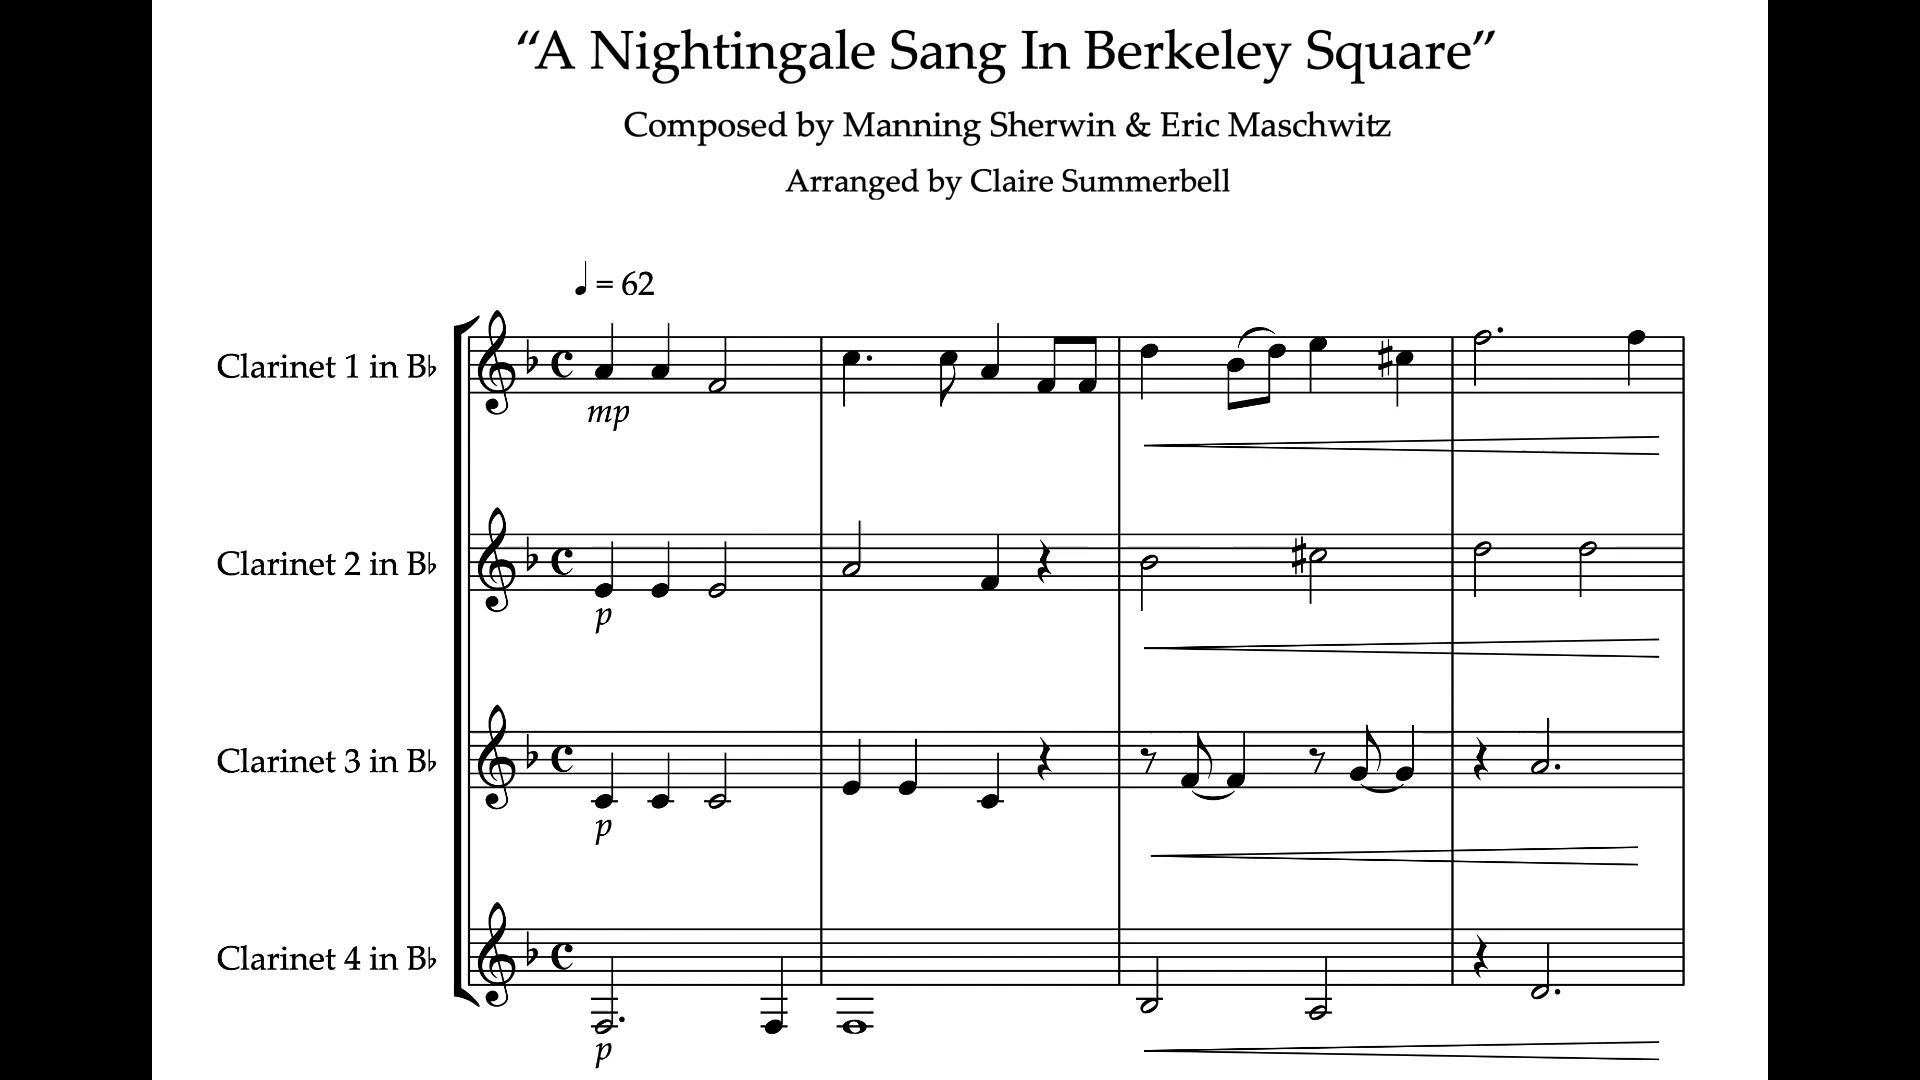 “A Nightingale Sang In Berkeley Square”
Composed by Manning Sherwin & Eric Maschwitz
Arranged by Claire Summerbell
♩ = 62
Clarinet 1 in B♭
mp
Clarinet 2 in B♭
p
Clarinet 3 in B♭
p
Clarinet 4 in B♭
p